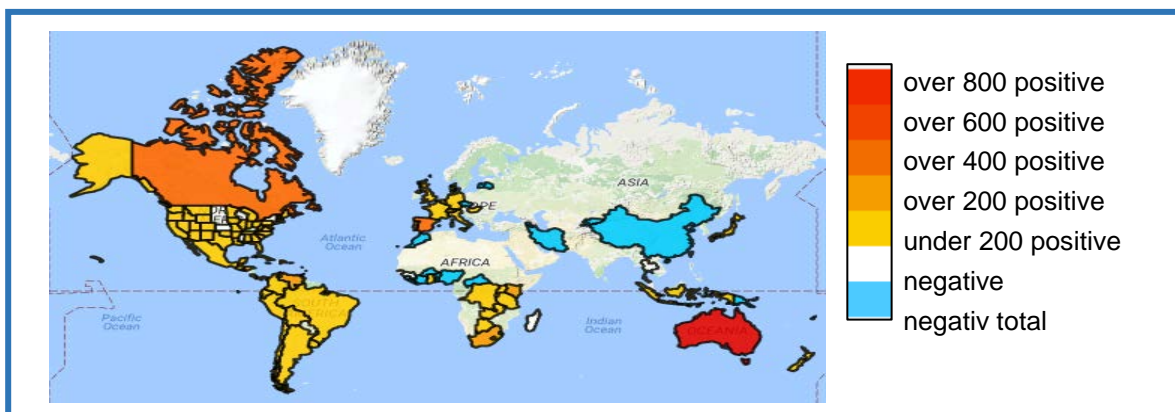 ASIA
OPE
Atlantic
Ocean
AFRICA
Pacific
Ocean
Indian
Ocean
OCEANIA
over 800 positive
over 600 positive
over 400 positive
over 200 positive
under 200 positive
negative
negativ total